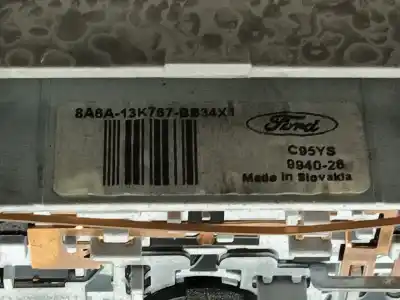 8A6A-13K767-BB34X1
Ford
C95YS
9940-26
Made in Slovakia